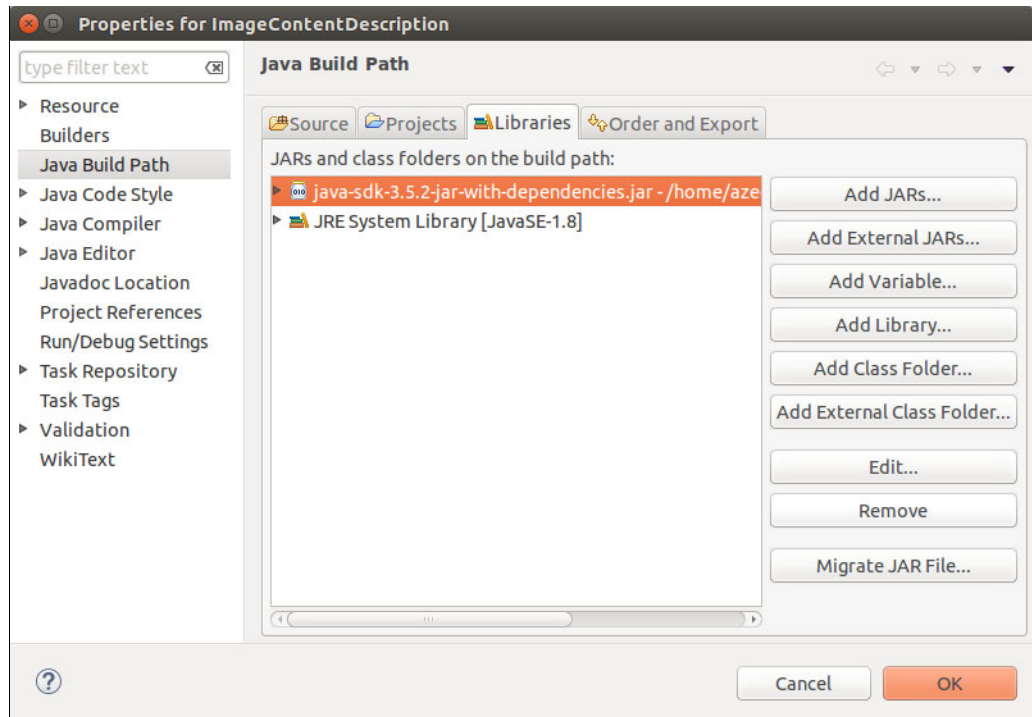 Properties for ImageContentDescription
type filter text
Resource
Builders
Java Build Path
Java Code Style
Java Compiler
Java Editor
Javadoc Location
Project References
Run/Debug Settings
Task Repository
Task Tags
Validation
WikiText
Java Build Path
Source Projects Libraries Order and Export
JARs and class folders on the build path:
java-sdk-3.5.2-jar-with-dependencies.jar - /home/aze
JRE System Library [JavaSE-1.8]
Add JARs...
Add External JARs...
Add Variable...
Add Library...
Add Class Folder...
Add External Class Folder...
Edit...
Remove
Migrate JAR File...
?
Cancel OK